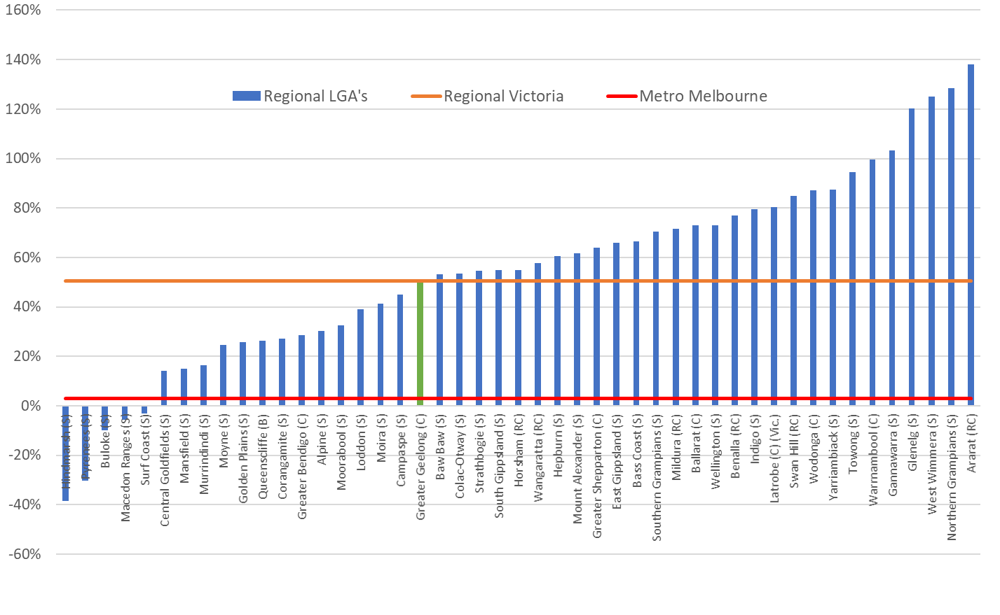 160%
140%
Regional LGA's Regional Victoria Metro Melbourne
120%
100%
80%
60%
40%
20%
0%
-20%
-40%
-60%
Hindmarsh (S)
Pyrenees (S)
Buloke (S)
Macedon Ranges (S)
Surf Coast (S)
Central Goldfields (S)
Mansfield (S)
Murrindindi (S)
Moyne (S)
Golden Plains (S)
Queenscliffe (B)
Corangamite (S)
Greater Bendigo (C)
Alpine (S)
Moorabool (S)
Loddon (S)
Moira (S)
Campaspe (S)
Greater Geelong (C)
Baw Baw (S)
Colac-Otway (S)
Strathbogie (S)
South Gippsland (S)
Horsham (RC)
Wangaratta (RC)
Hepburn (S)
Mount Alexander (S)
Greater Shepparton (C)
East Gippsland (S)
Bass Coast (S)
Southern Grampians (S)
Mildura (RC)
Ballarat (C)
Wellington (S)
Benalla (RC)
Indigo (S)
Latrobe (C) (Vic.)
Swan Hill (RC)
Wodonga (C)
Yarriambiack (S)
Towong (S)
Warrnambool (C)
Gannawarra (S)
Glenelg (S)
West Wimmera (S)
Northern Grampians (S)
Ararat (RC)